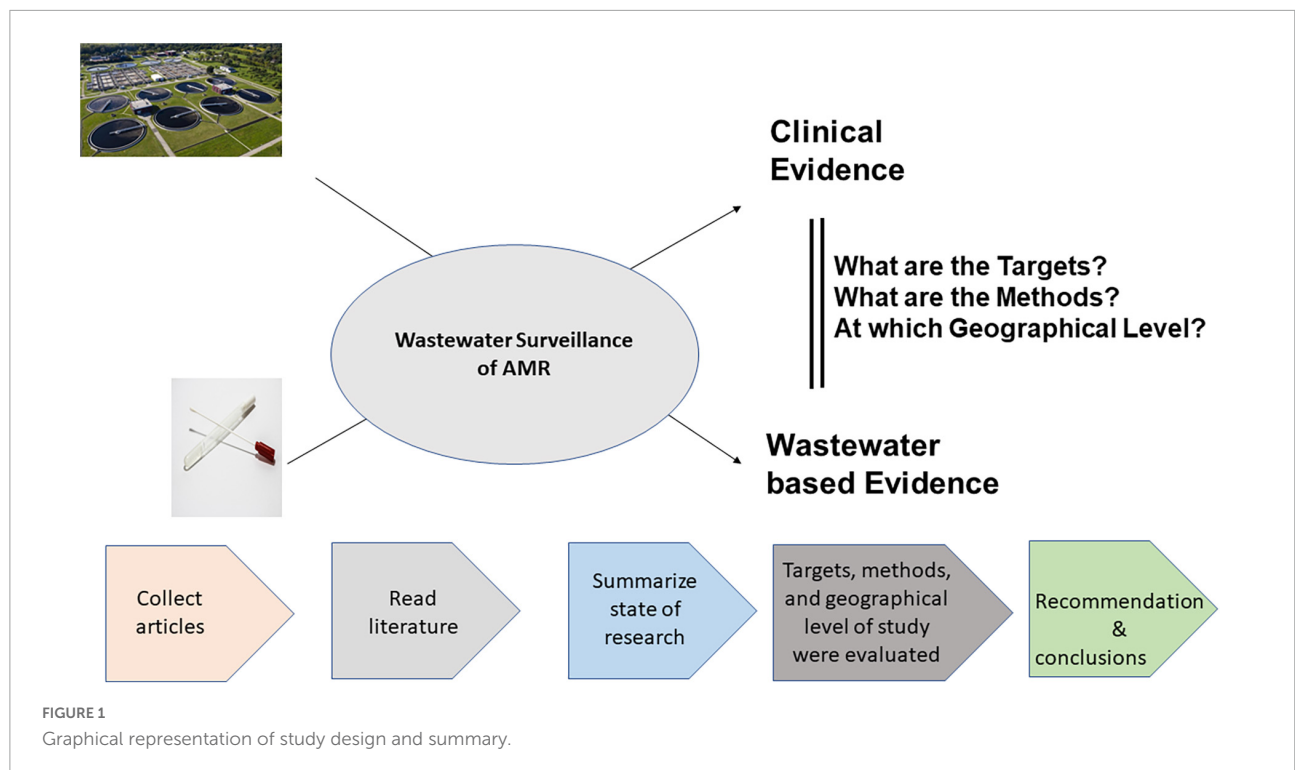 Clinical
Evidence
What are the Targets?
What are the Methods?
At which Geographical Level?
Wastewater Surveillance
of AMR
Wastewater
based Evidence
Collect
articles
Read
literature
Summarize
state of
research
Targets, methods,
and geographical
level of study
were evaluated
Recommendation
&
conclusions
FIGURE 1
Graphical representation of study design and summary.